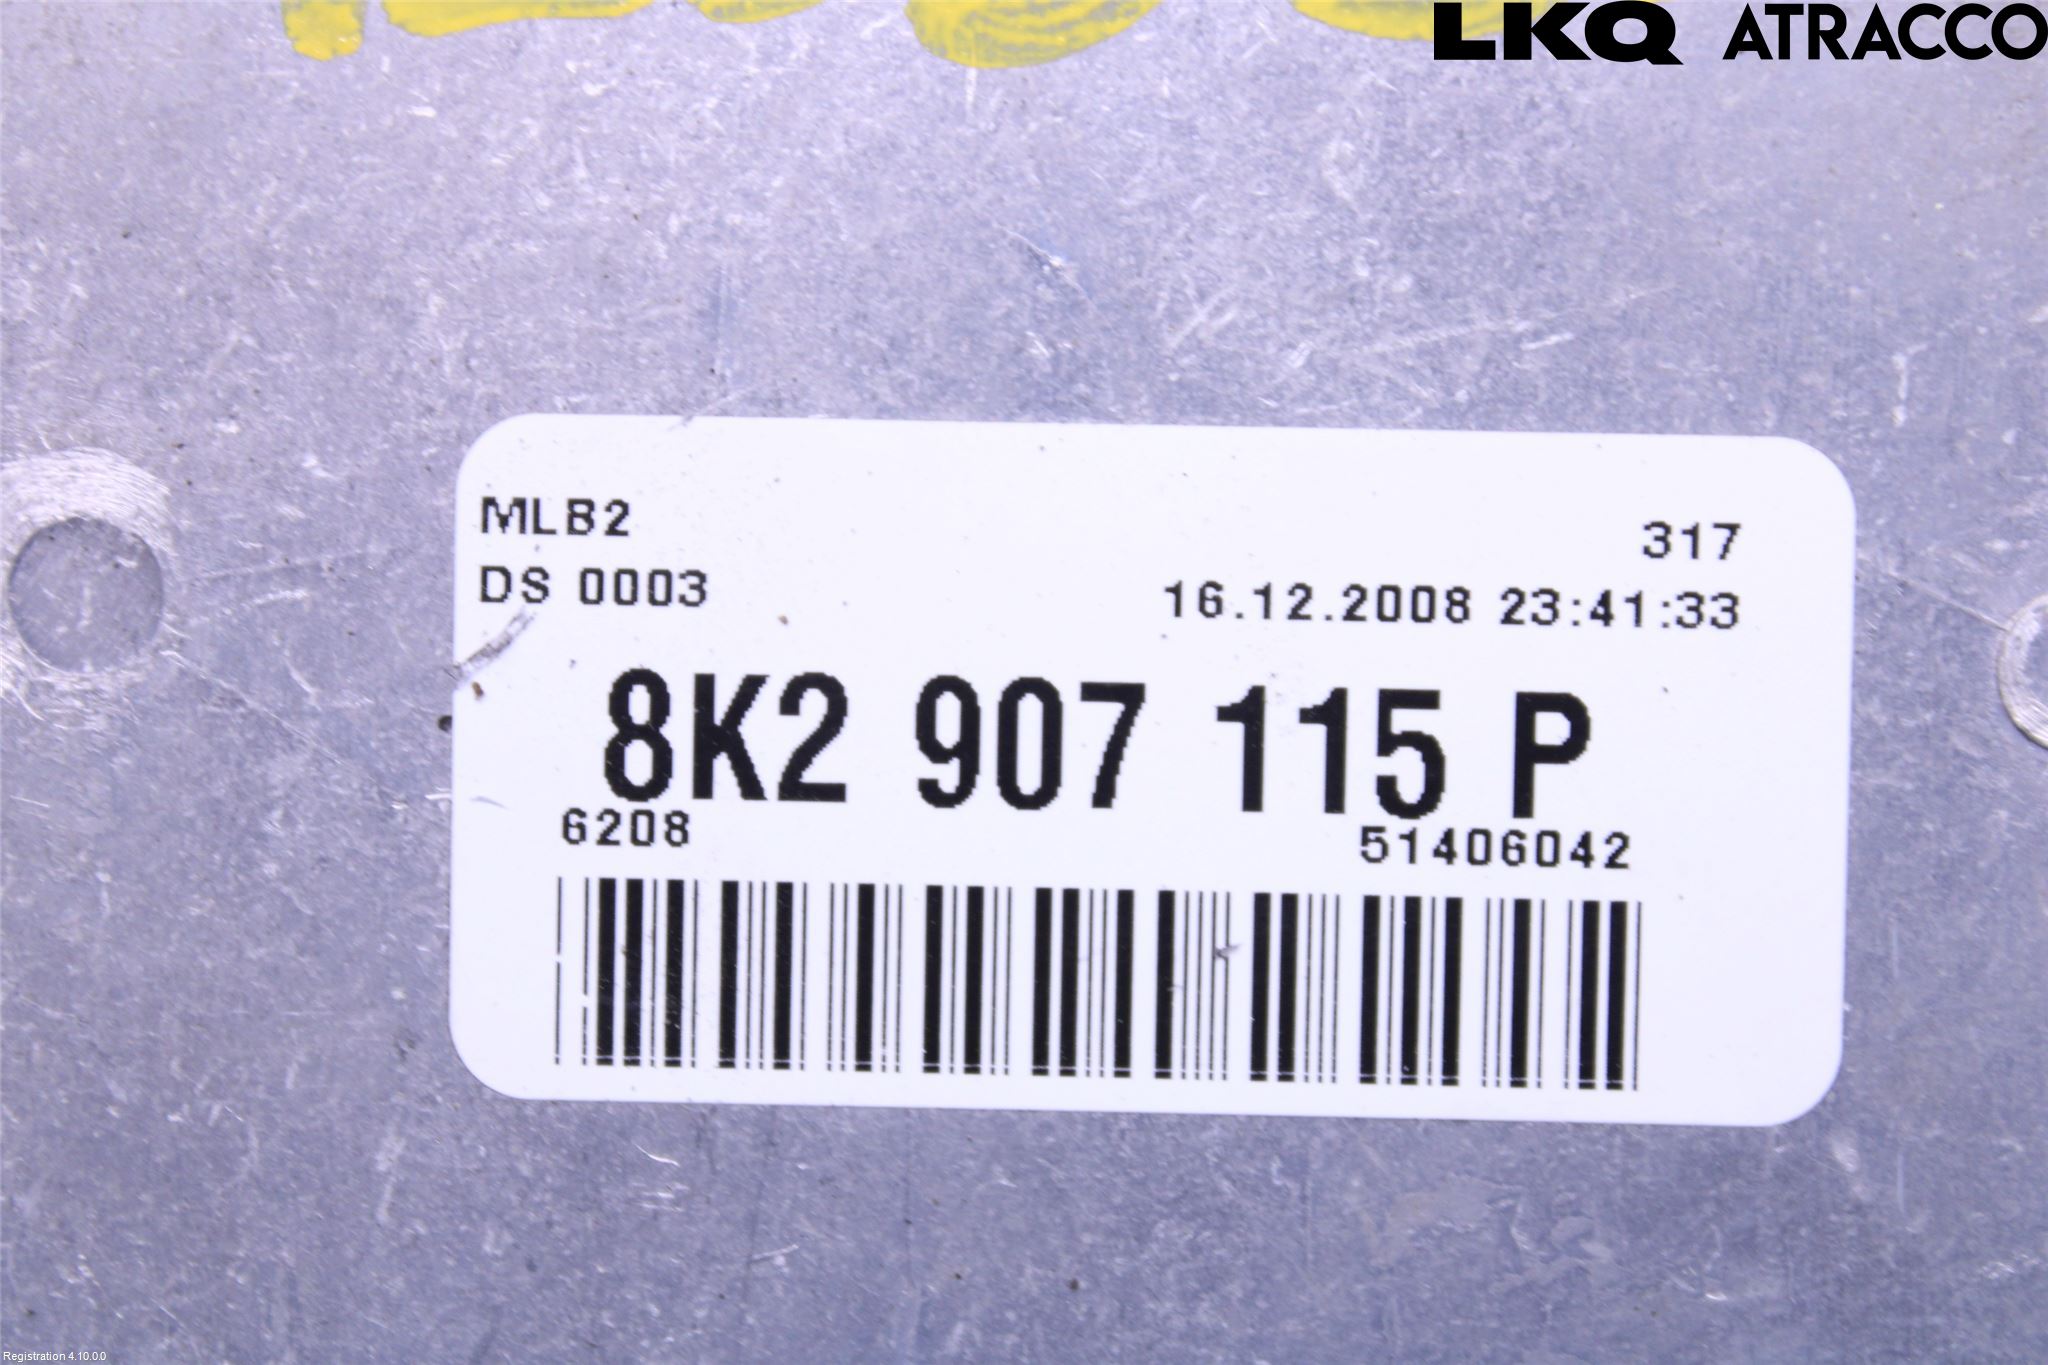 LKQ ATRACCO
MLB2
317
DS 0003
16.12.2008 23:41:33
8K2 907 115 P
6208
51406042
Registration 4.10.0.0